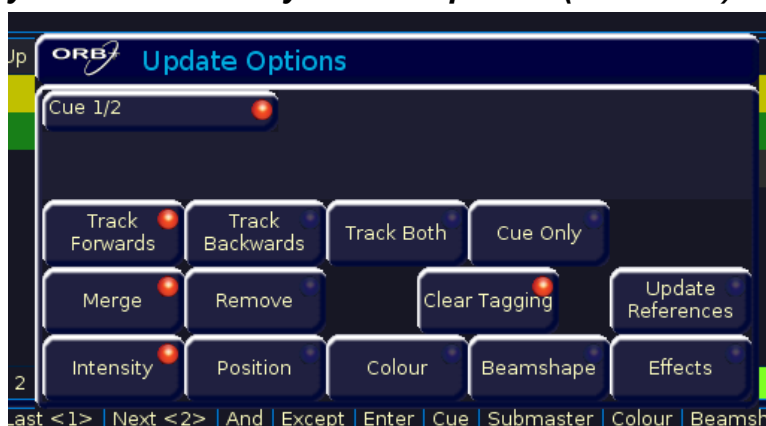 Up
ORB Update Options
Cue 1/2
Track Forwards
Track Backwards
Track Both
Cue Only
Merge
Remove
Clear Tagging
Update References
Intensity
Position
Colour
Beamshape
Effects
2
Last <1> | Next <2> | And | Except | Enter | Cue | Submaster | Colour |